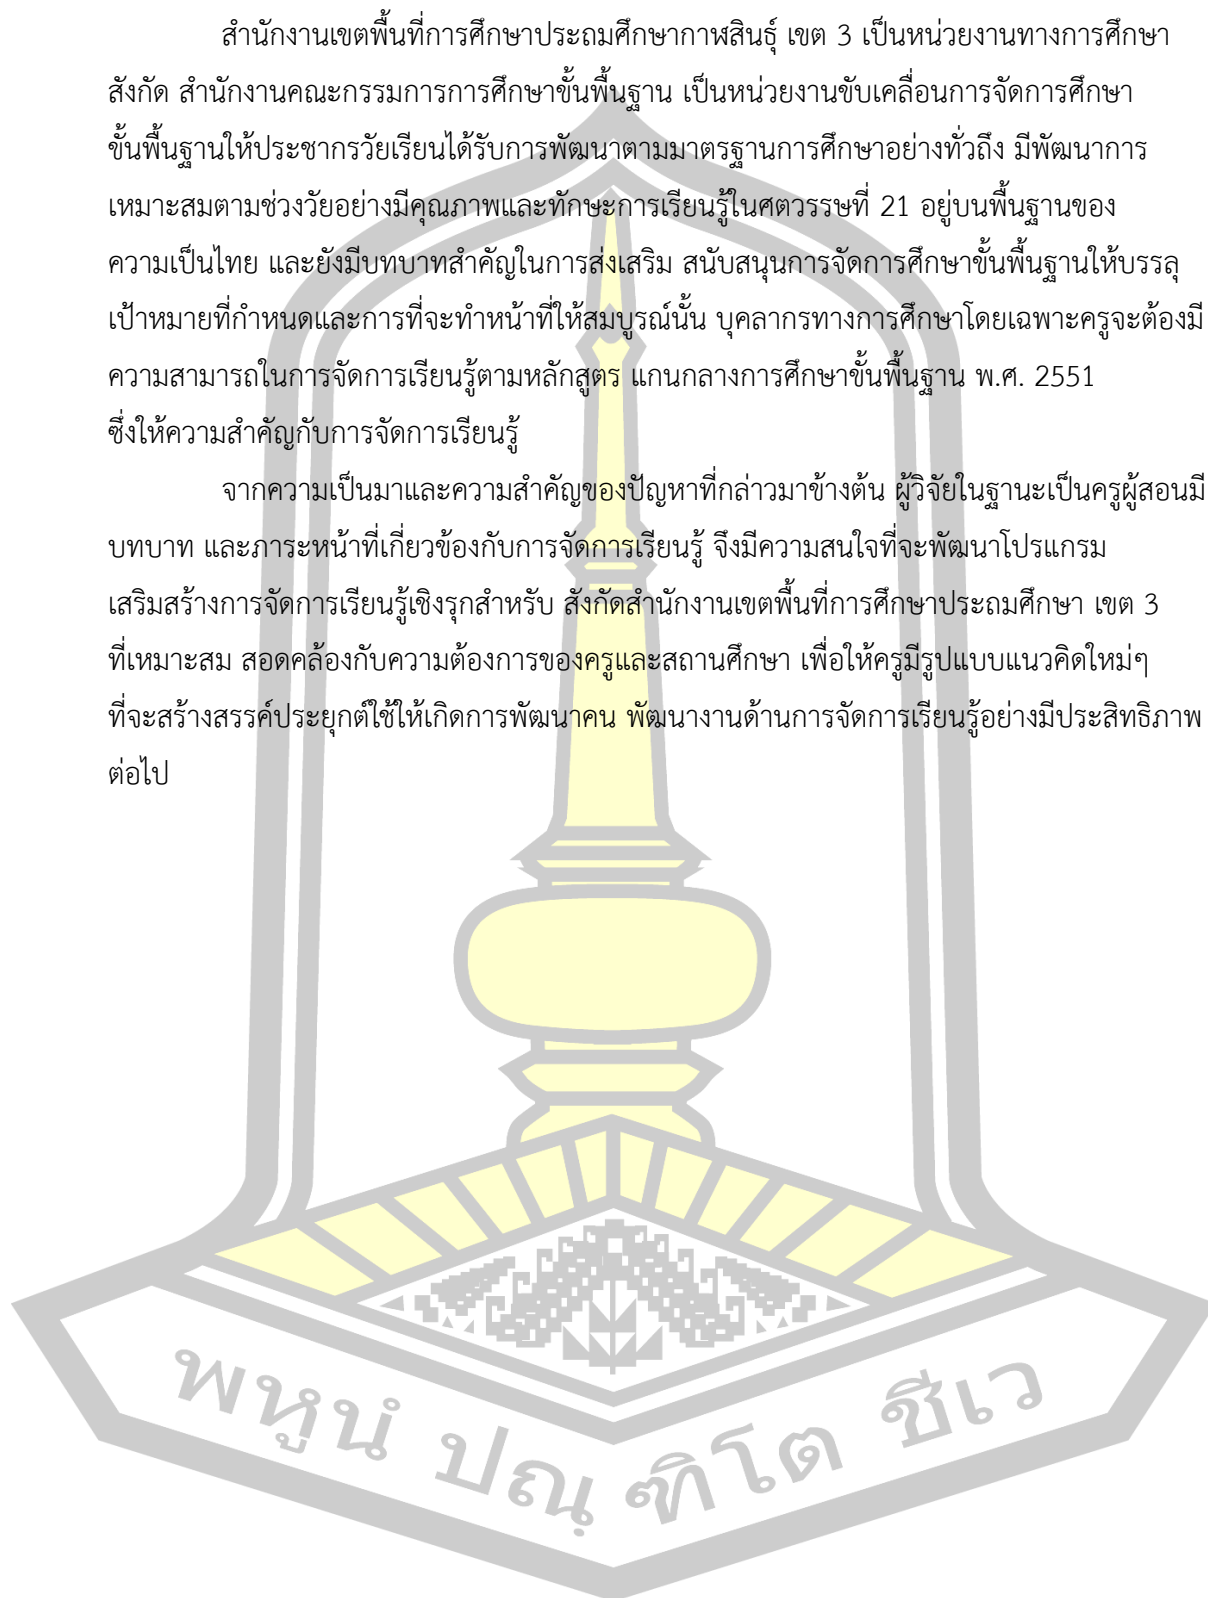 สำนักงานเขตพื้นที่การศึกษาประถมศึกษากาฬสินธุ์ เขต 3 เป็นหน่วยงานทางการศึกษา
สังกัด สำนักงานคณะกรรมการการศึกษาขั้นพื้นฐาน เป็นหน่วยงานขับเคลื่อนการจัดการศึกษา
ขั้นพื้นฐานให้ประชากรวัยเรียนได้รับการพัฒนาตามมาตรฐานการศึกษาอย่างทั่วถึง มีพัฒนาการ
เหมาะสมตามช่วงวัยอย่างมีคุณภาพและทักษะการเรียนรู้ในศตวรรษที่ 21 อยู่บนพื้นฐานของ
ความเป็นไทย และยังมีบทบาทสำคัญในการส่งเสริม สนับสนุนการจัดการศึกษาขั้นพื้นฐานให้บรรลุ
เป้าหมายที่กำหนดและการที่จะทำหน้าที่ให้สมบูรณ์นั้น บุคลากรทางการศึกษาโดยเฉพาะครูจะต้องมี
ความสามารถในการจัดการเรียนรู้ตามหลักสูตร แกนกลางการศึกษาขั้นพื้นฐาน พ.ศ. 2551
ซึ่งให้ความสำคัญกับการจัดการเรียนรู้
จากความเป็นมาและความสำคัญของปัญหาที่กล่าวมาข้างต้น ผู้วิจัยในฐานะเป็นครูผู้สอนมี
บทบาท และภาระหน้าที่เกี่ยวข้องกับการจัดการเรียนรู้ จึงมีความสนใจที่จะพัฒนาโปรแกรม
เสริมสร้างการจัดการเรียนรู้เชิงรุกสำหรับ สังกัดสำนักงานเขตพื้นที่การศึกษาประถมศึกษา เขต 3
ที่เหมาะสม สอดคล้องกับความต้องการของครูและสถานศึกษา เพื่อให้ครูมีรูปแบบแนวคิดใหม่ๆ
ที่จะสร้างสรรค์ประยุกต์ใช้ให้เกิดการพัฒนาคน พัฒนางานด้านการจัดการเรียนรู้อย่างมีประสิทธิภาพ
ต่อไป
พหูนํ ปณฺฑิโต ชีเว